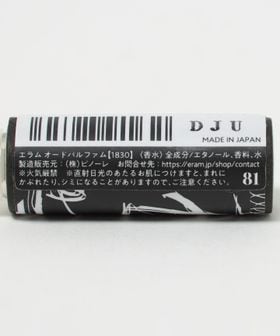 DJU
MADE IN JAPAN
エラム オードパルファム【1830】 (香水) 全成分/エタノール、香料、水
製造販売元：(株)ピノーレ お問合せ先：https://eram.jp/shop/contact
※火気厳禁 ※直射日光のあたるお肌につけますと、まれに
かぶれたり、シミになることがありますので、ご注意ください。
81